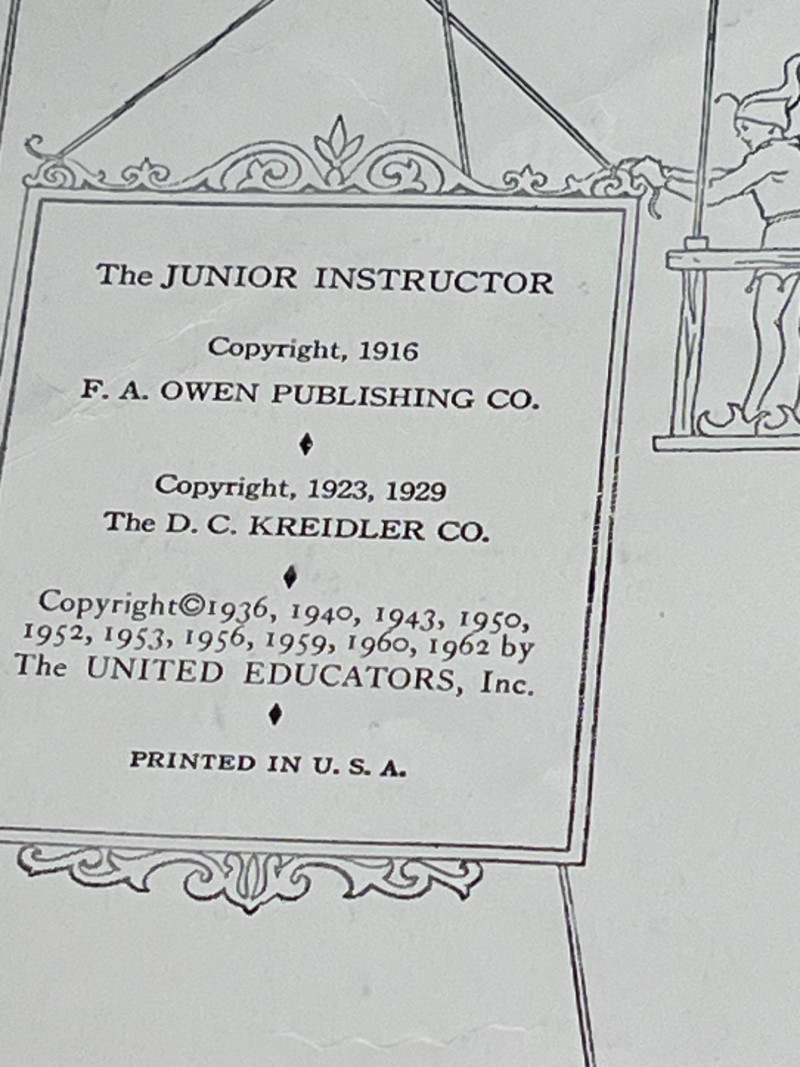 The JUNIOR INSTRUCTOR
Copyright, 1916
F. A. OWEN PUBLISHING CO.
Copyright, 1923, 1929
The D. C. KREIDLER CO.
Copyright©1936, 1940, 1943, 1950,
1952, 1953, 1956, 1959, 1960, 1962 by
The UNITED EDUCATORS, Inc.
PRINTED IN U. S. A.